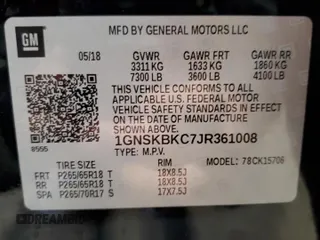 GM
MFD BY GENERAL MOTORS LLC
05/18 GVWR GAWR FRT GAWR RR
3311 KG 1633 KG 1860 KG
7300 LB 3600 LB 4100 LB
THIS VEHICLE CONFORMS TO ALL APPLICABLE
U.S. FEDERAL MOTOR VEHICLE SAFETY
STANDARDS IN EFFECT ON THE DATE OF
MANUFACTURE SHOWN ABOVE.
1GNSKBKC7JR361008
8555 TYPE: M.P.V. MODEL: 78CK15706
TIRE SIZE RIM
FRT P265/65R18 T 18X8.5J
RR P265/65R18 T 18X8.5J
SPA P265/70R17 S 17X7.5J